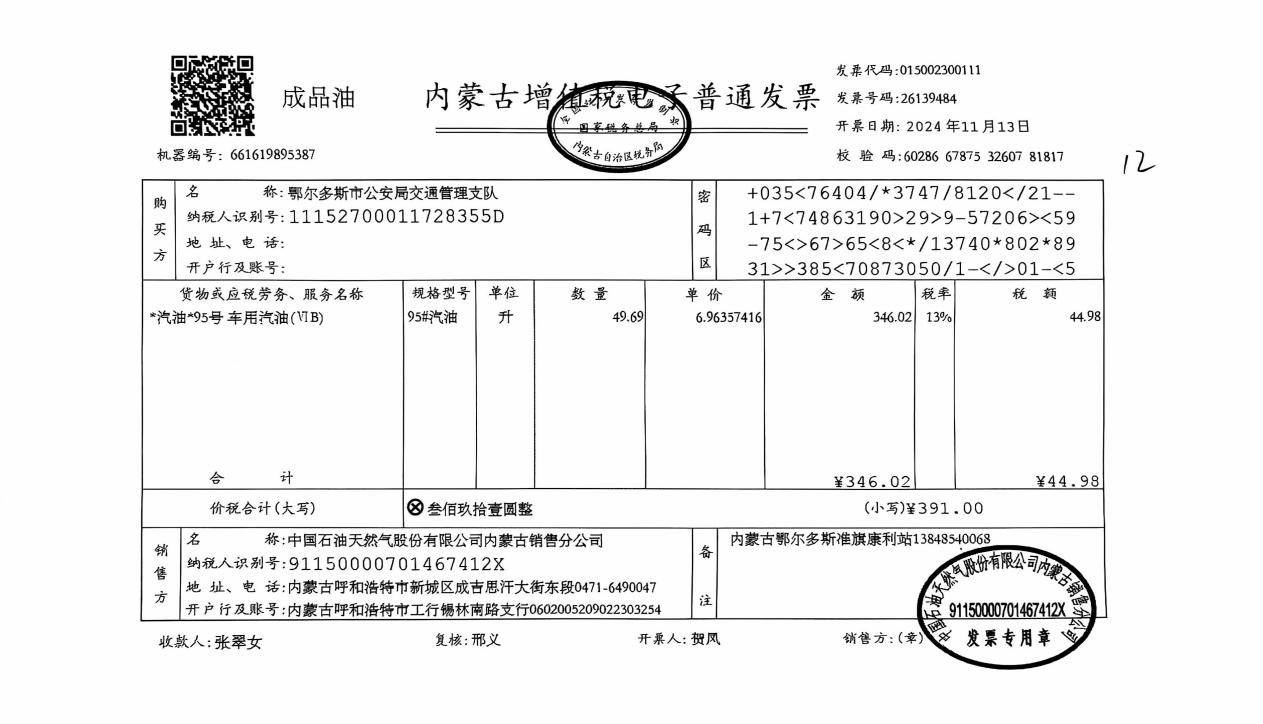 成品油
内蒙古增值税电子普通发票
全国统一发票监制章
国家税务总局
内蒙古自治区税务局
发票代码:015002300111
发票号码:26139484
开票日期: 2024年11月13日
校 验 码:60286 67875 32607 81817
机器编号: 661619895387
12
购买方
名 称:鄂尔多斯市公安局交通管理支队
纳税人识别号:11152700011728355D
地 址、电 话:
开户行及账号:
密码区
+035<76404/*3747/8120</21--
1+7<74863190>29>9-57206><59
-75<>67>65<8<*/13740*802*89
31>>385<70873050/1-</>01-<5
货物或应税劳务、服务名称 规格型号 单位 数 量 单 价 金 额 税率 税 额
*汽油*95号 车用汽油(ⅥB) 95#汽油 升 49.69 6.96357416 346.02 13% 44.98
合 计 ¥346.02 ¥44.98
价税合计(大写) ⊗叁佰玖拾壹圆整 (小写)¥391.00
销售方
名 称:中国石油天然气股份有限公司内蒙古销售分公司
纳税人识别号:91150000701467412X
地 址、电 话:内蒙古呼和浩特市新城区成吉思汗大街东段0471-6490047
开户行及账号:内蒙古呼和浩特市工行锡林南路支行0602005209022303254
备注
内蒙古鄂尔多斯准旗康利站13848540068
中国石油天然气股份有限公司内蒙古销售分公司
91150000701467412X
发票专用章
收款人:张翠女 复核:邢义 开票人:贺凤 销售方:(章)